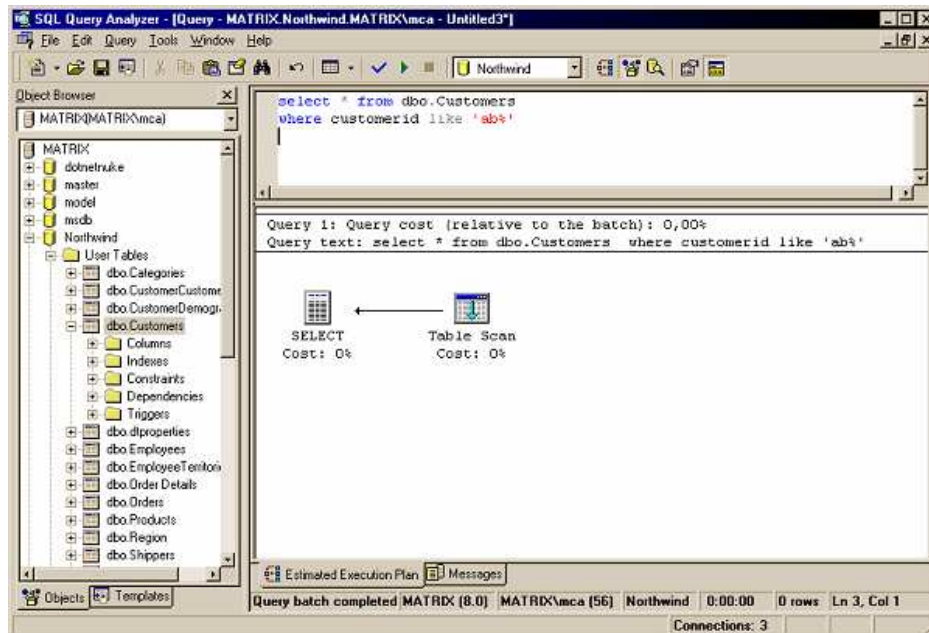 SQL Query Analyzer - [Query - MATRIX.Northwind.MATRIX\mca - Untitled3*]
File Edit Query Tools Window Help
Northwind
Object Browser
MATRIX(MATRIX\mca)
MATRIX
dotnetnuke
master
model
msdb
Northwind
User Tables
dbo.Categories
dbo.CustomerCustome
dbo.CustomerDemogr
dbo.Customers
Columns
Indexes
Constraints
Dependencies
Triggers
dbo.dtproperties
dbo.Employees
dbo.EmployeeTerritori
dbo.Order Details
dbo.Orders
dbo.Products
dbo.Region
dbo.Shippers
Objects
Templates
select * from dbo.Customers
where customerid like 'ab%'
Query 1: Query cost (relative to the batch): 0,00%
Query text: select * from dbo.Customers where customerid like 'ab%'
SELECT
Cost: 0%
Table Scan
Cost: 0%
Estimated Execution Plan
Messages
Query batch completed MATRIX (8.0) MATRIX\mca (56) Northwind 0:00:00 0 rows Ln 3, Col 1
Connections: 3